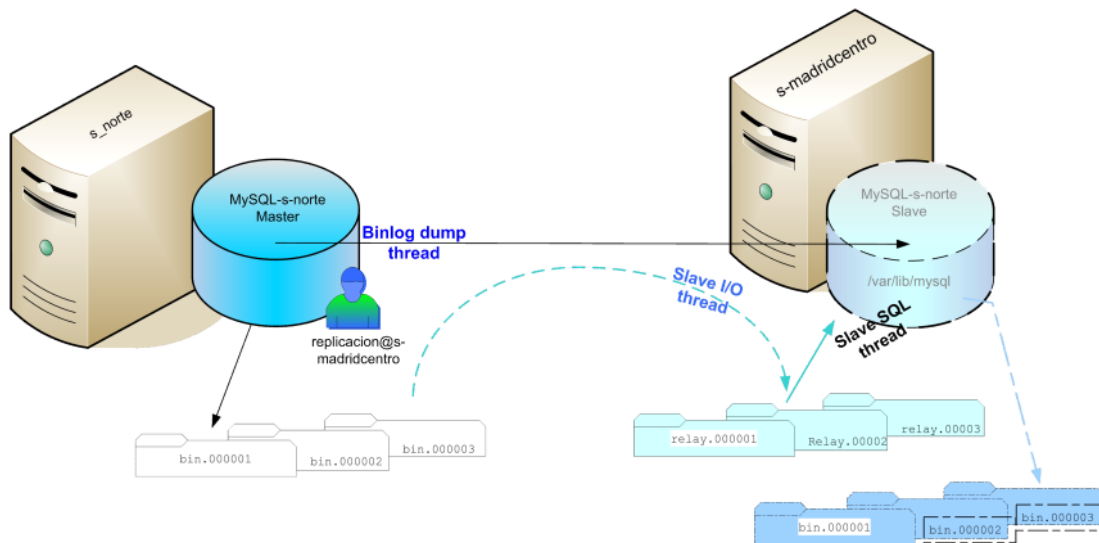 s_norte
s-madridcentro
MySQL-s-norte
Master
MySQL-s-norte
Slave
Binlog dump
thread
/var/lib/mysql
Slave I/O
thread
Slave SQL
thread
replicacion@s-
madridcentro
bin.000001
bin.000002
bin.000003
relay.000001
Relay.00002
relay.00003
bin.000001
bin.000002
bin.000003